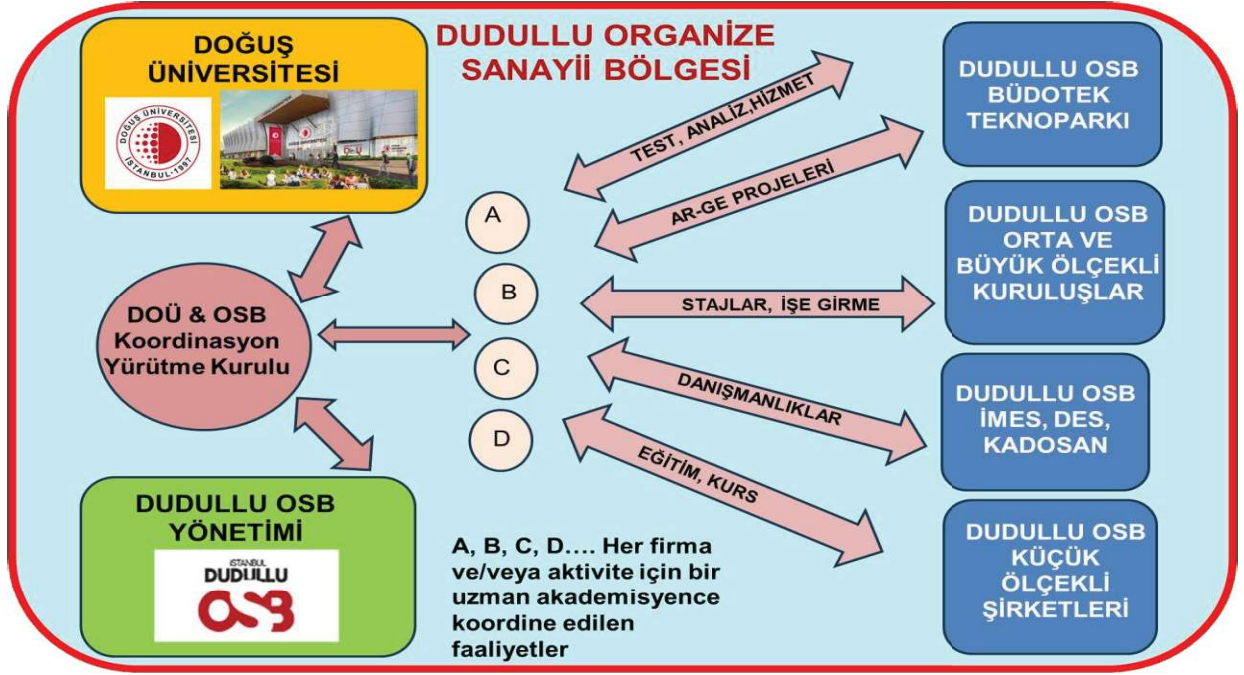 DOĞUŞ
ÜNİVERSİTESİ
DOĞUŞ ÜNİVERSİTESİ
İSTANBUL-1997
DUDULLU ORGANİZE
SANAYİİ BÖLGESİ
TEST, ANALİZ,HİZMET
AR-GE PROJELERİ
STAJLAR, İŞE GİRME
DANIŞMANLIKLAR
EĞİTİM, KURS
A
B
C
D
DOÜ & OSB
Koordinasyon
Yürütme Kurulu
DUDULLU OSB
YÖNETİMİ
İSTANBUL
DUDULLU
OSB
A, B, C, D.... Her firma
ve/veya aktivite için bir
uzman akademisyence
koordine edilen
faaliyetler
DUDULLU OSB
BÜDOTEK
TEKNOPARKI
DUDULLU OSB
ORTA VE
BÜYÜK ÖLÇEKLİ
KURULUŞLAR
DUDULLU OSB
İMES, DES,
KADOSAN
DUDULLU OSB
KÜÇÜK
ÖLÇEKLİ
ŞİRKETLERİ